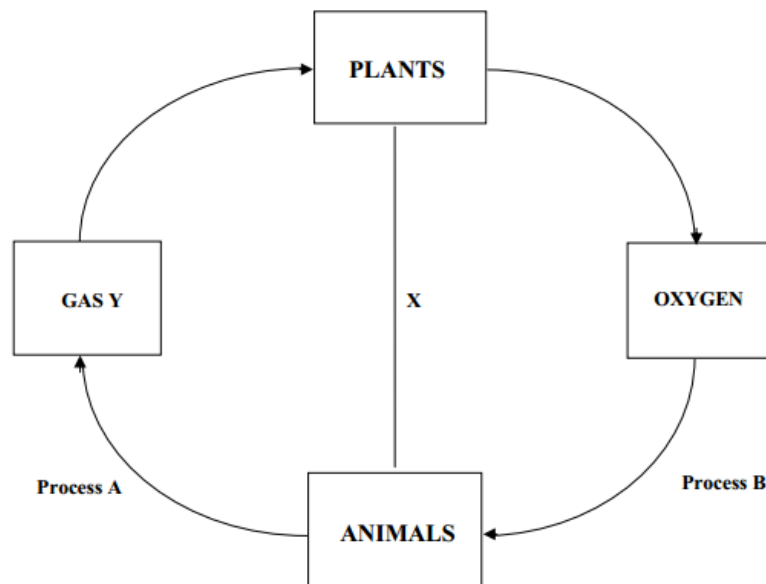 PLANTS
GAS Y
X
OXYGEN
Process A
Process B
ANIMALS